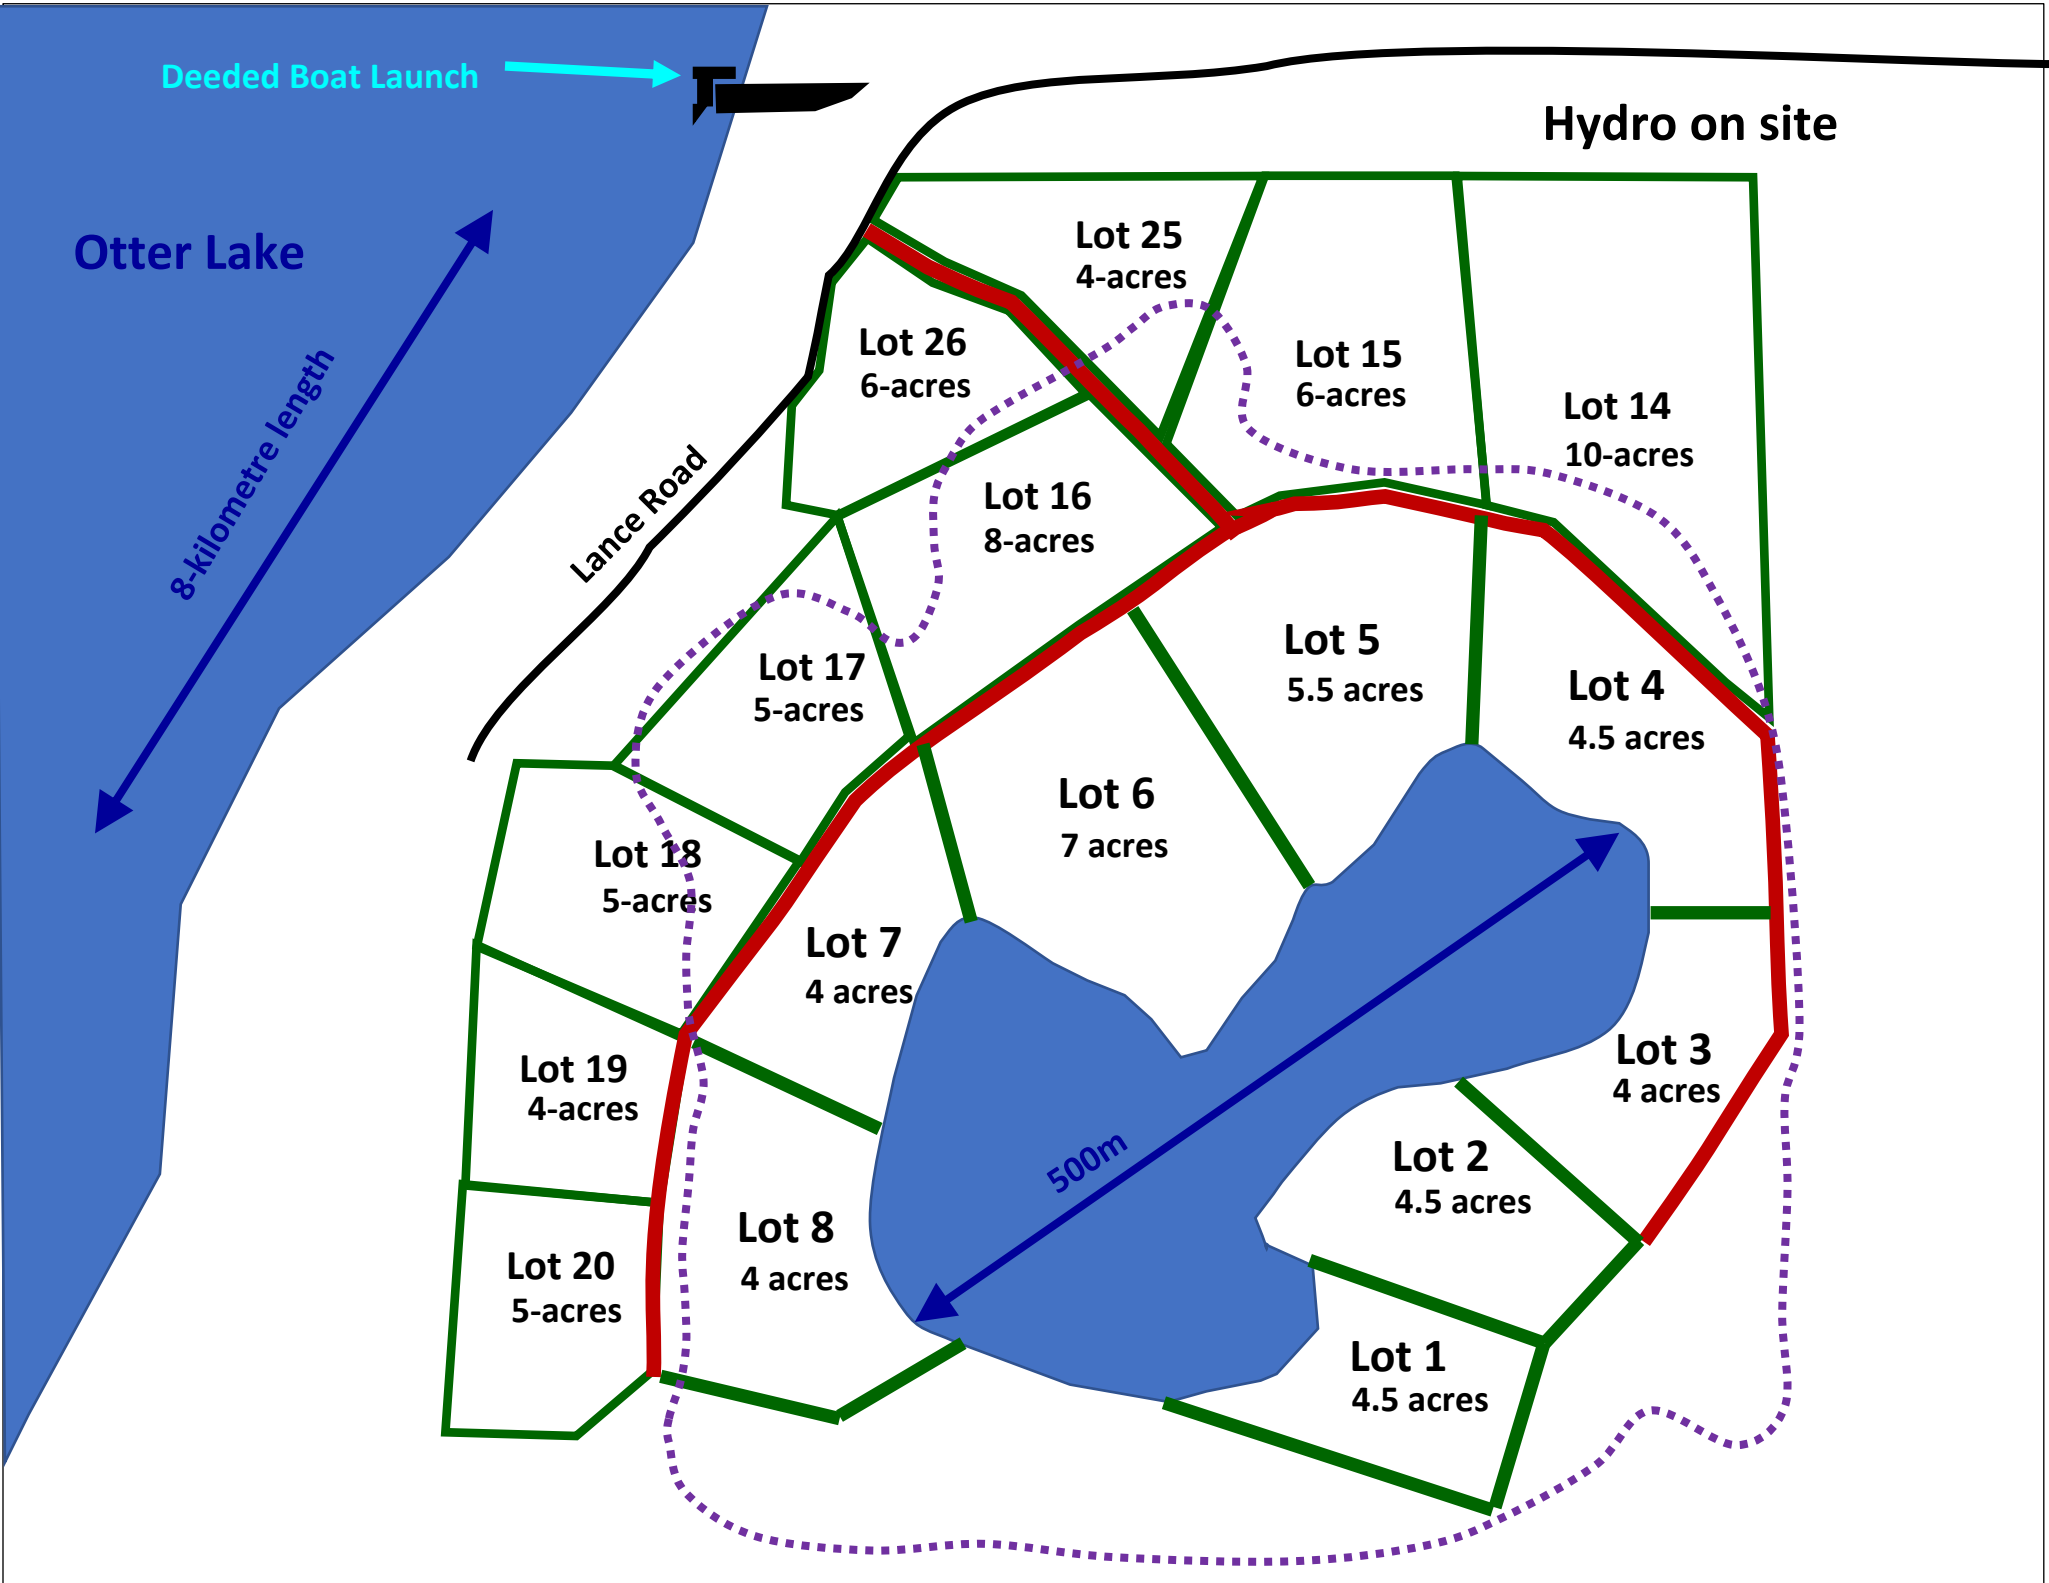 Deeded Boat Launch
Hydro on site
Otter Lake
8-kilometre length
Lance Road
Lot 25
4-acres
Lot 26
6-acres
Lot 15
6-acres
Lot 14
10-acres
Lot 16
8-acres
Lot 17
5-acres
Lot 5
5.5 acres
Lot 4
4.5 acres
Lot 6
7 acres
Lot 18
5-acres
Lot 7
4 acres
Lot 19
4-acres
Lot 3
4 acres
500m
Lot 2
4.5 acres
Lot 8
4 acres
Lot 20
5-acres
Lot 1
4.5 acres